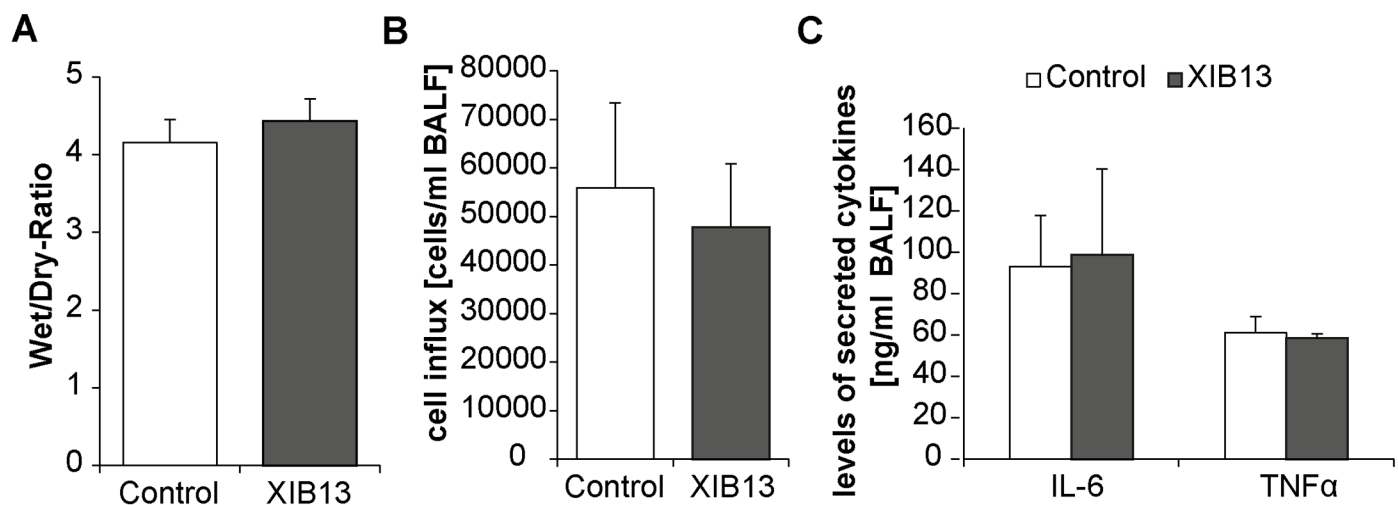 A
Wet/Dry-Ratio
5
4
3
2
1
0
Control XIB13
B
cell influx [cells/ml BALF]
80000
70000
60000
50000
40000
30000
20000
10000
0
Control XIB13
C
Control XIB13
levels of secreted cytokines
[ng/ml BALF]
160
140
120
100
80
60
40
20
0
IL-6 TNFα